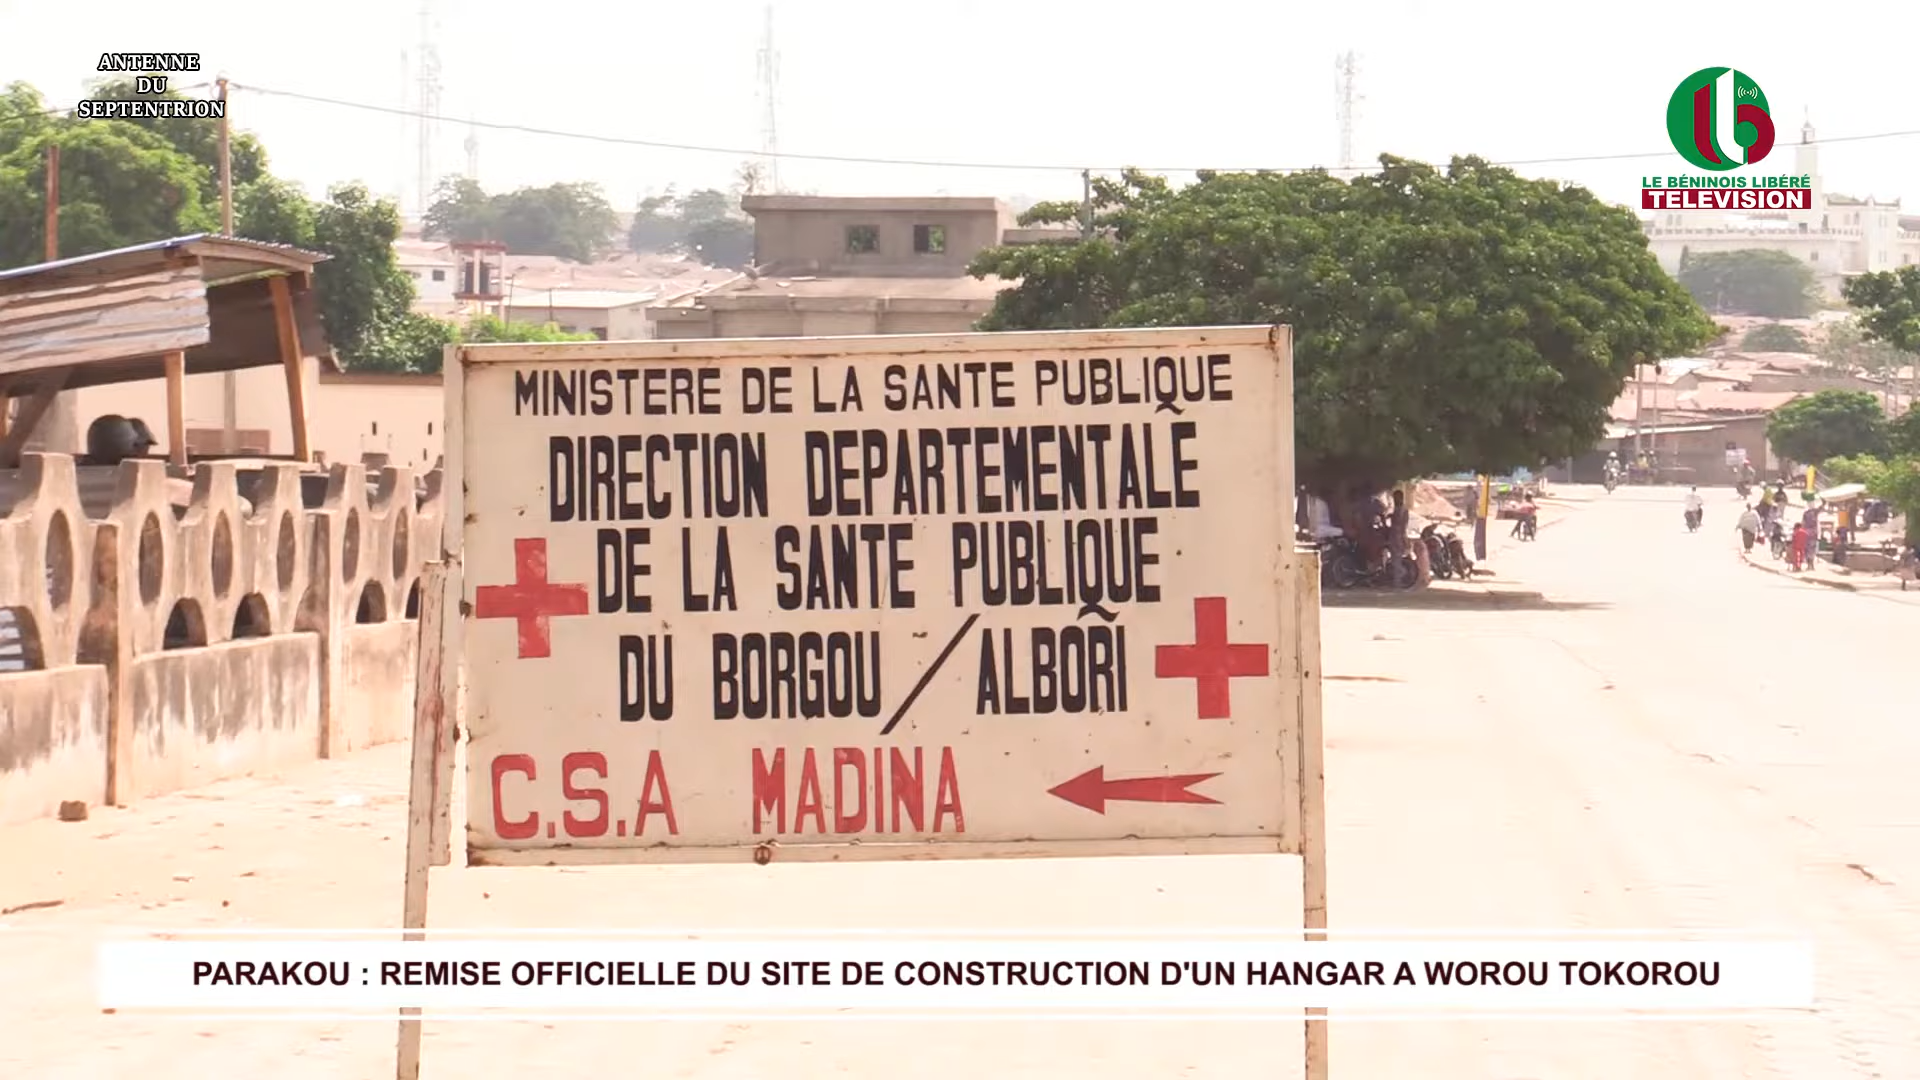 ANTENNE
DU
SEPTENTRION
LE BÉNINOIS LIBÉRÉ
TELEVISION
MINISTERE DE LA SANTE PUBLIQUE
DIRECTION DEPARTEMENTALE
DE LA SANTE PUBLIQUE
DU BORGOU / ALBORI
C.S.A MADINA
PARAKOU : REMISE OFFICIELLE DU SITE DE CONSTRUCTION D'UN HANGAR A WOROU TOKOROU